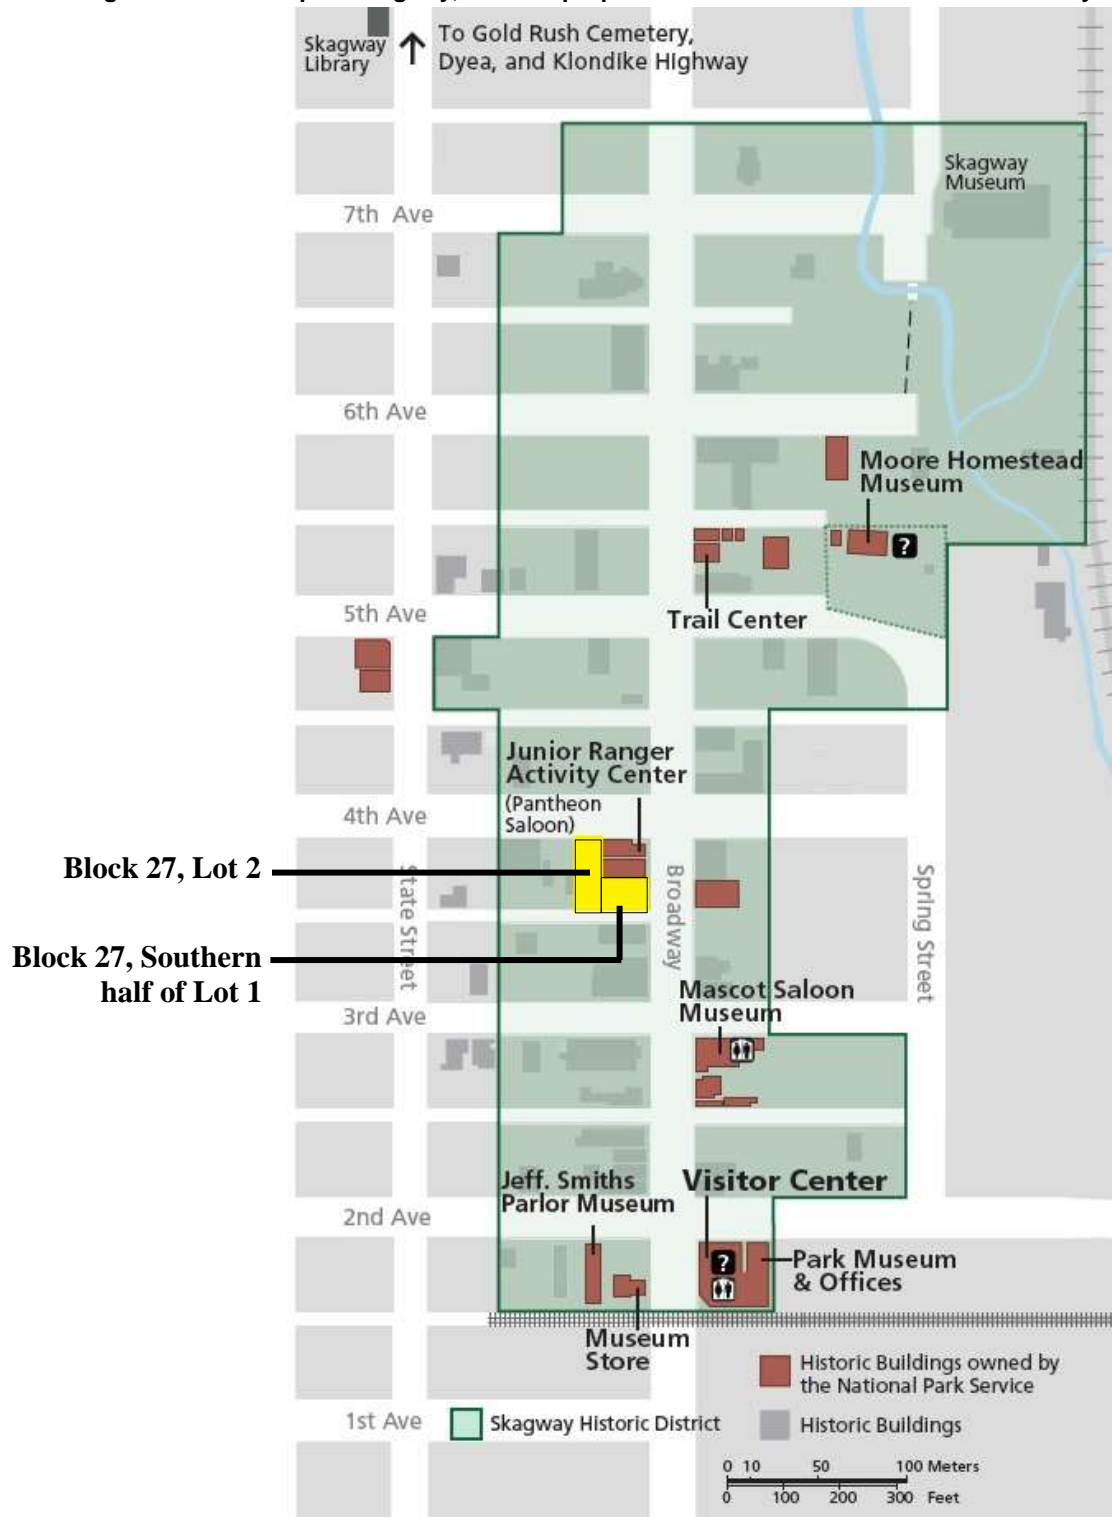 Skagway
Library
To Gold Rush Cemetery,
Dyea, and Klondike Highway
Skagway
Museum
7th Ave
6th Ave
Moore Homestead
Museum
?
5th Ave
Trail Center
Junior Ranger
Activity Center
(Pantheon
Saloon)
4th Ave
Block 27, Lot 2
State Street
Broadway
Spring Street
Block 27, Southern
half of Lot 1
Mascot Saloon
Museum
3rd Ave
Jeff. Smiths
Parlor Museum
Visitor Center
2nd Ave
?
Park Museum
& Offices
Museum
Store
Historic Buildings owned by
the National Park Service
1st Ave
Skagway Historic District
Historic Buildings
0 10 50 100 Meters
0 100 200 300 Feet